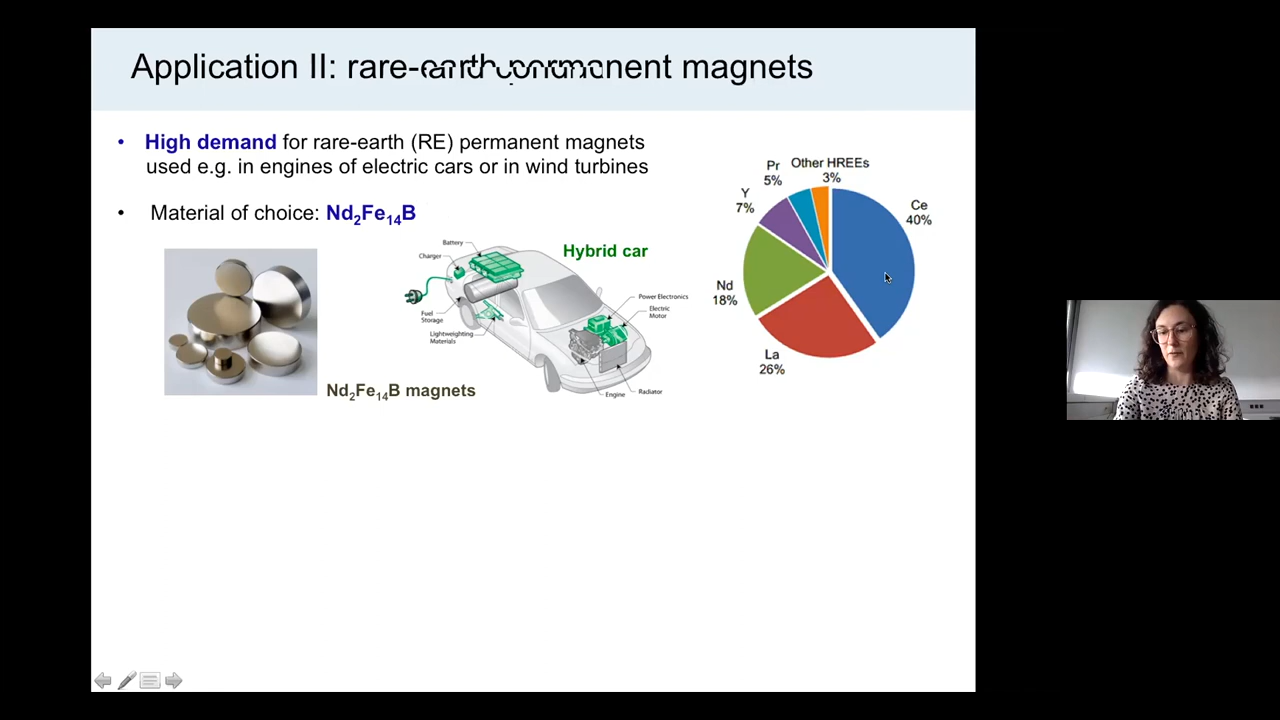 Application II: rare-earth permanent magnets
• High demand for rare-earth (RE) permanent magnets
used e.g. in engines of electric cars or in wind turbines
• Material of choice: Nd₂Fe₁₄B
Battery
Charger
Hybrid car
Fuel
Storage
Lightweighting
Materials
Power Electronics
Electric
Motor
Engine
Radiator
Nd₂Fe₁₄B magnets
Pr
5%
Other HREEs
3%
Y
7%
Ce
40%
Nd
18%
La
26%